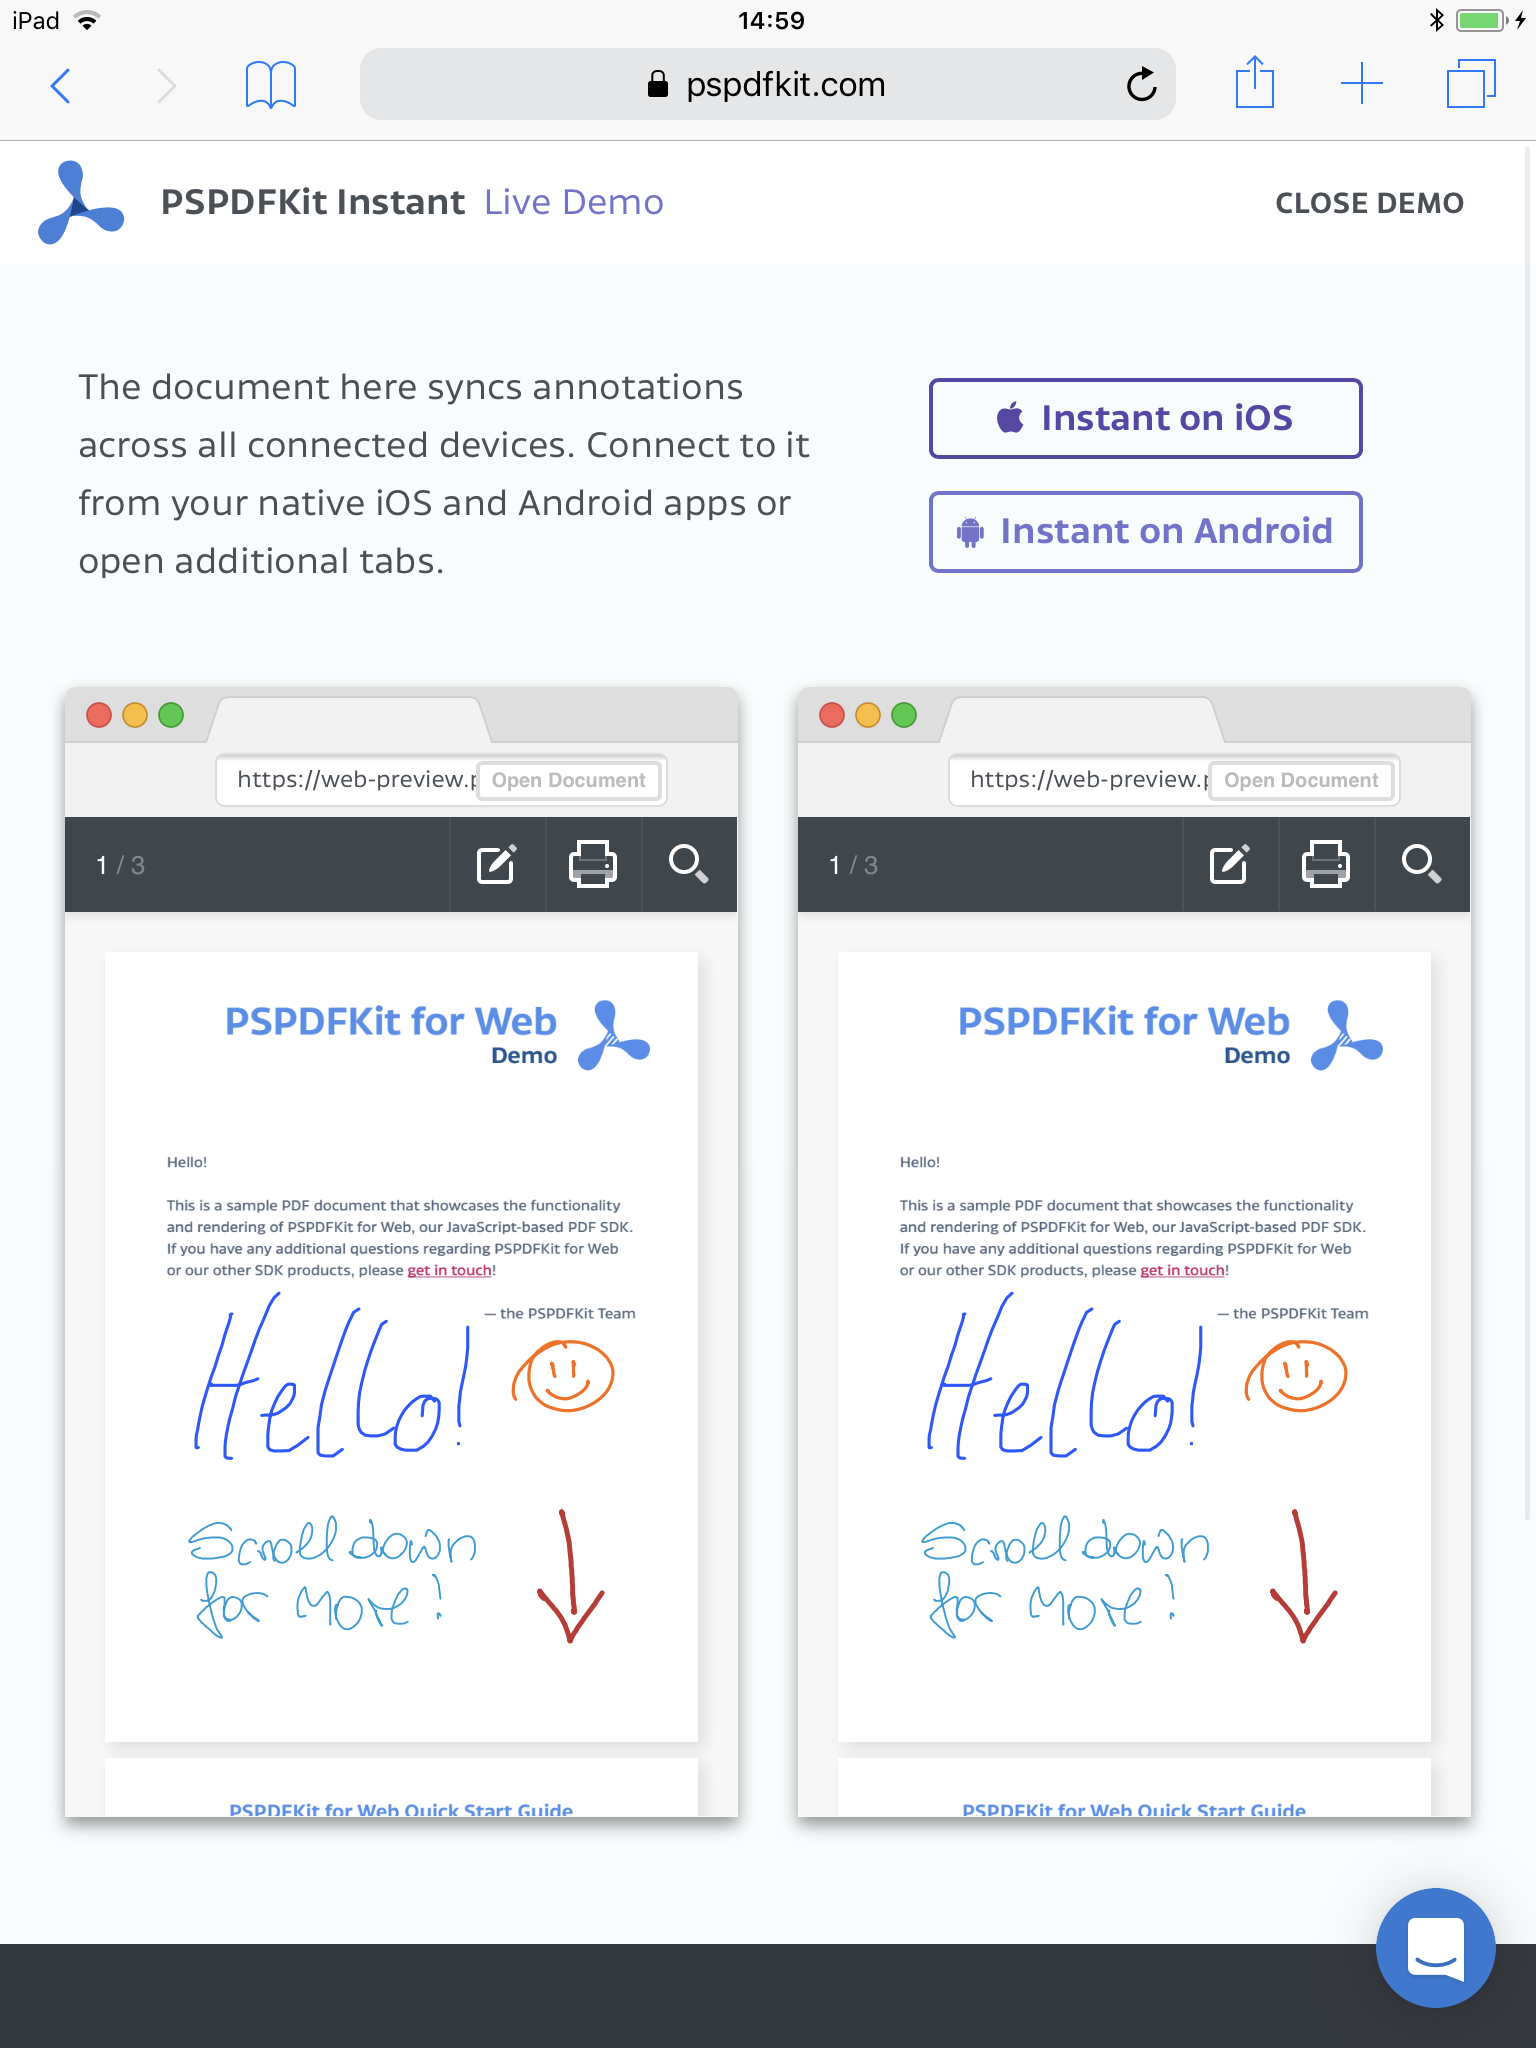 iPad
14:59
pspdfkit.com
PSPDFKit Instant Live Demo
CLOSE DEMO
The document here syncs annotations
across all connected devices. Connect to it
from your native iOS and Android apps or
open additional tabs.
Instant on iOS
Instant on Android
https://web-preview.p
Open Document
1 / 3
PSPDFKit for Web
Demo
Hello!
This is a sample PDF document that showcases the functionality
and rendering of PSPDFKit for Web, our JavaScript-based PDF SDK.
If you have any additional questions regarding PSPDFKit for Web
or our other SDK products, please get in touch!
— the PSPDFKit Team
Hello!
Scroll down
for more!
PSPDFKit for Web Quick Start Guide
https://web-preview.p
Open Document
1 / 3
PSPDFKit for Web
Demo
Hello!
This is a sample PDF document that showcases the functionality
and rendering of PSPDFKit for Web, our JavaScript-based PDF SDK.
If you have any additional questions regarding PSPDFKit for Web
or our other SDK products, please get in touch!
— the PSPDFKit Team
Hello!
Scroll down
for more!
PSPDFKit for Web Quick Start Guide